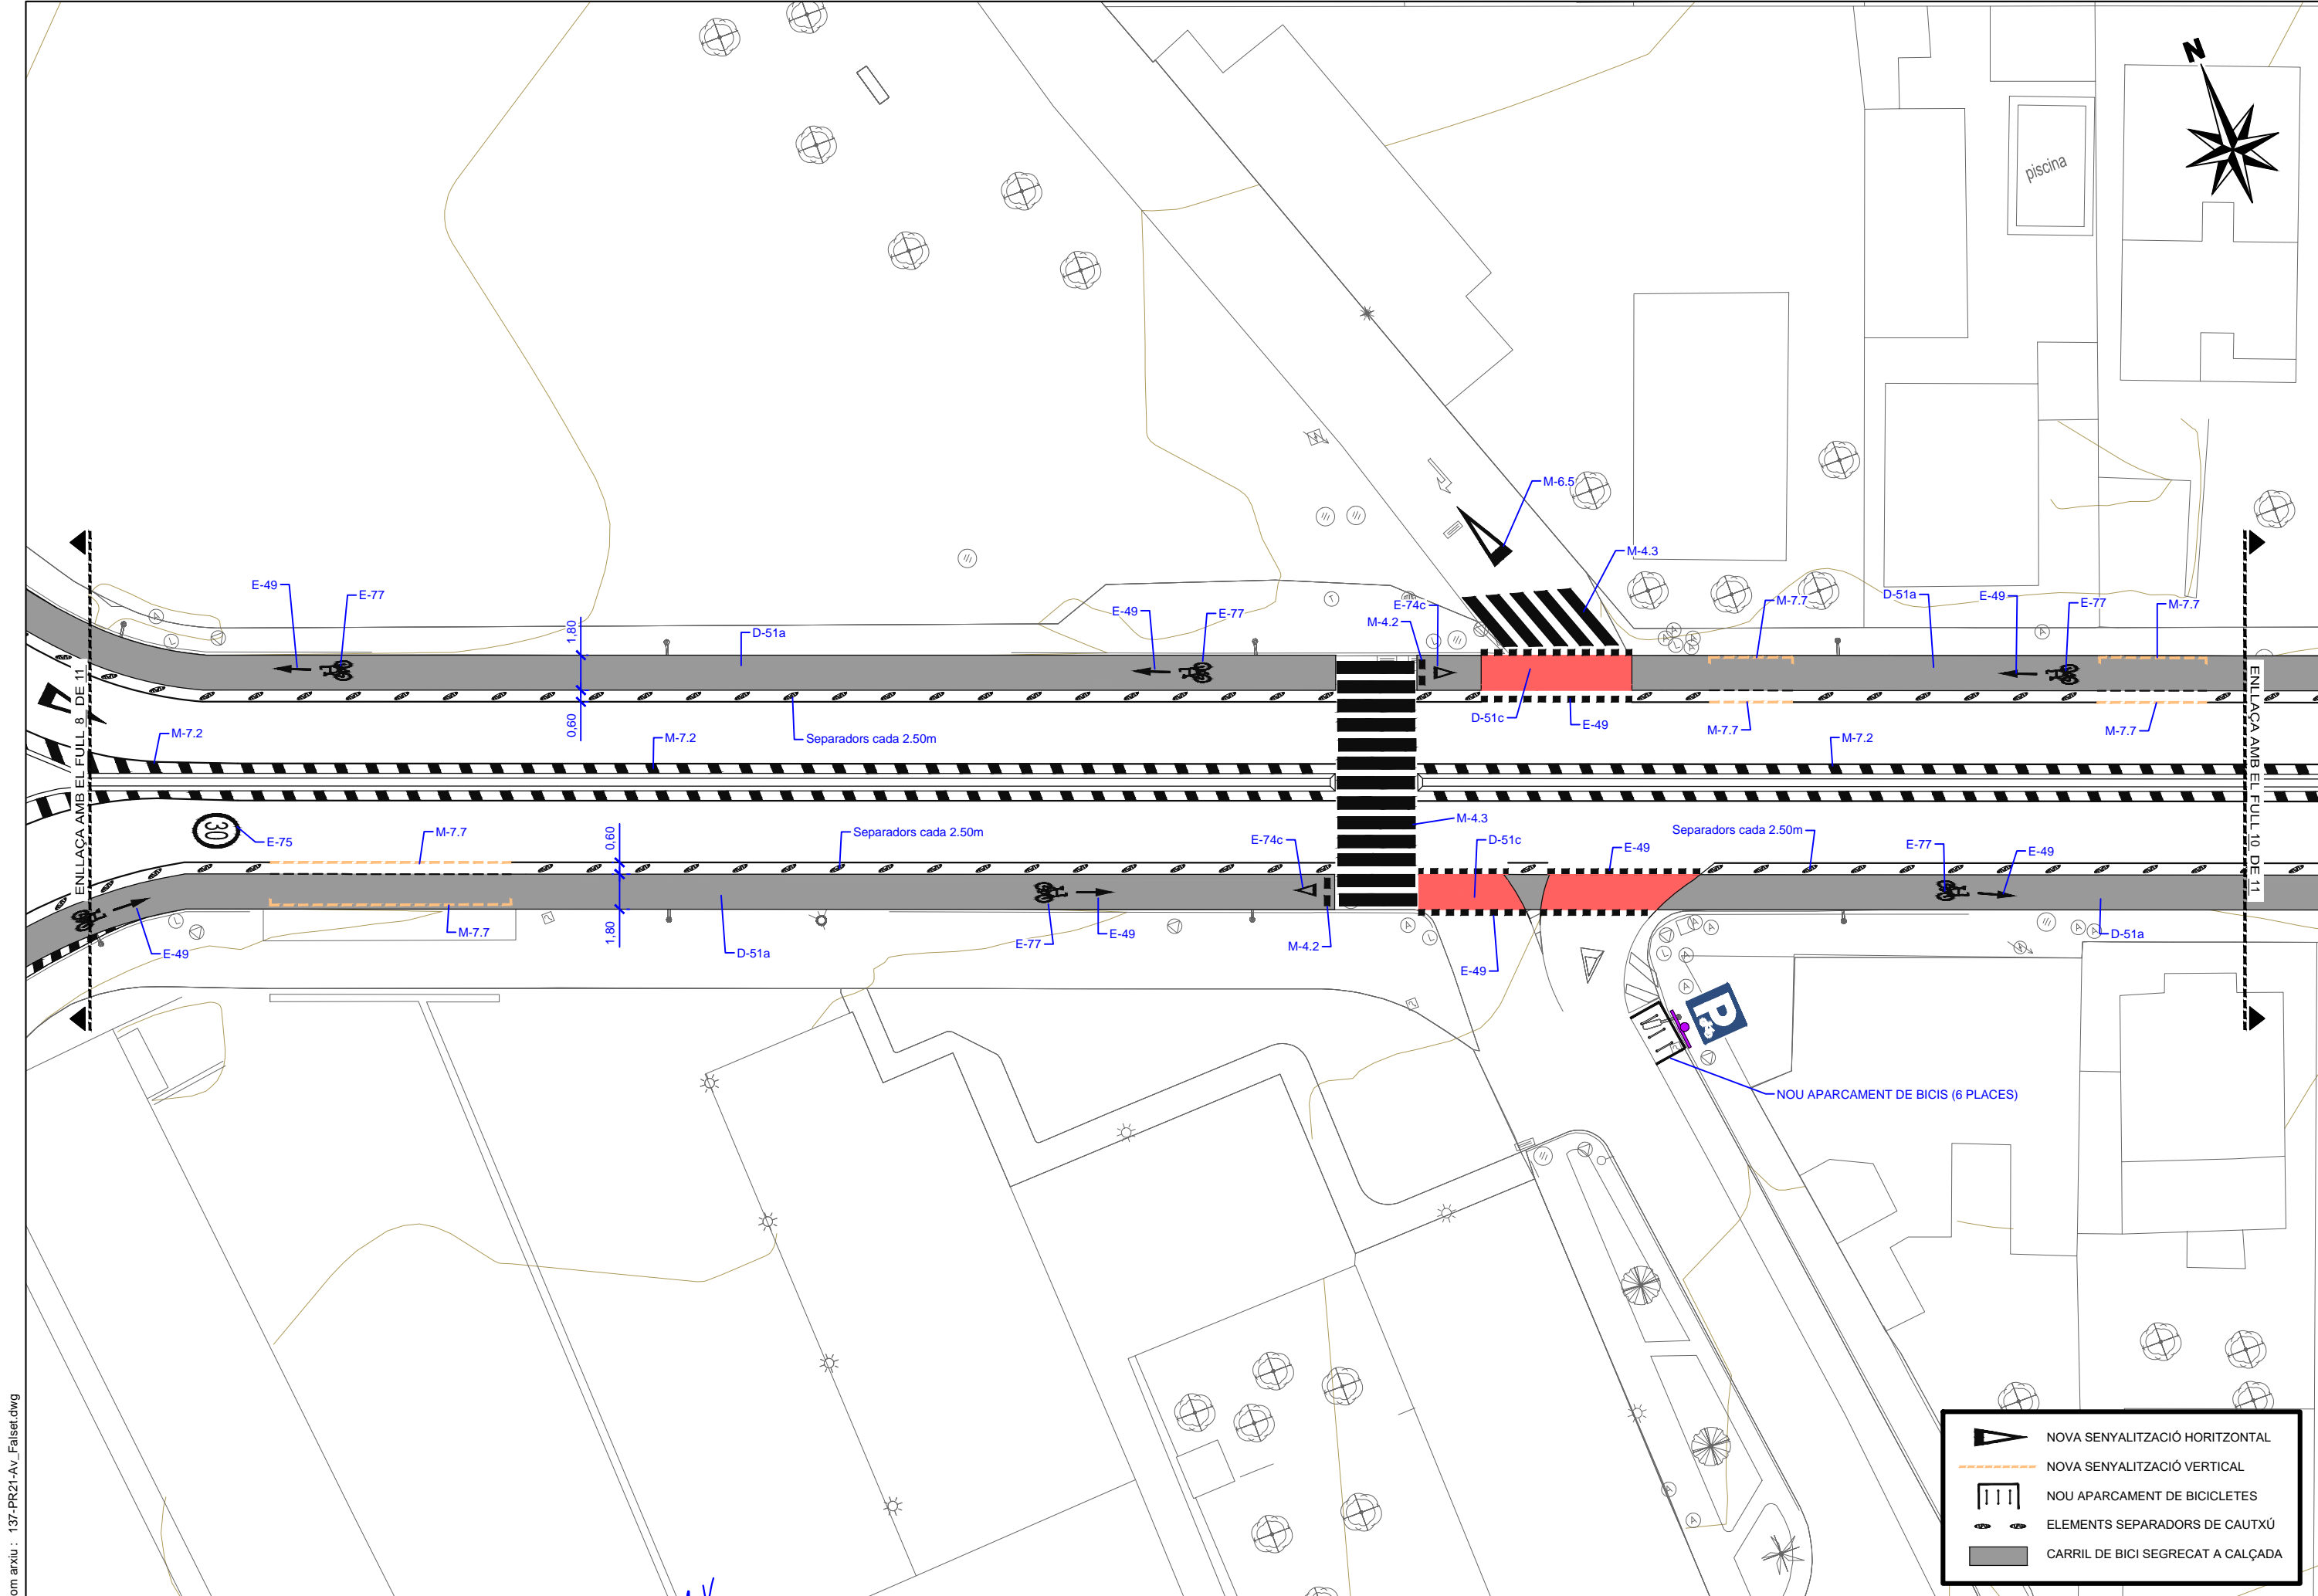 N
piscina
M-6.5
M-4.3
E-49
E-77
E-49
E-77
E-74c
M-4.2
M-7.7
D-51a
E-49
E-77
M-7.7
1,80
D-51a
0,60
D-51c
E-49
M-7.7
M-7.7
M-7.2
M-7.2
Separadors cada 2.50m
M-7.2
ENLLAÇA AMB EL FULL 8 DE 11
ENLLAÇA AMB EL FULL 10 DE 11
30
E-75
M-7.7
0,60
Separadors cada 2.50m
E-74c
M-4.3
D-51c
E-49
Separadors cada 2.50m
E-77
E-49
M-7.7
E-49
1,80
D-51a
E-77
E-49
M-4.2
E-49
D-51a
P
NOU APARCAMENT DE BICIS (6 PLACES)
NOVA SENYALITZACIÓ HORITZONTAL
NOVA SENYALITZACIÓ VERTICAL
NOU APARCAMENT DE BICICLETES
ELEMENTS SEPARADORS DE CAUTXÚ
CARRIL DE BICI SEGRECAT A CALÇADA
om arxiu : 137-PR21-Av_Falset.dwg